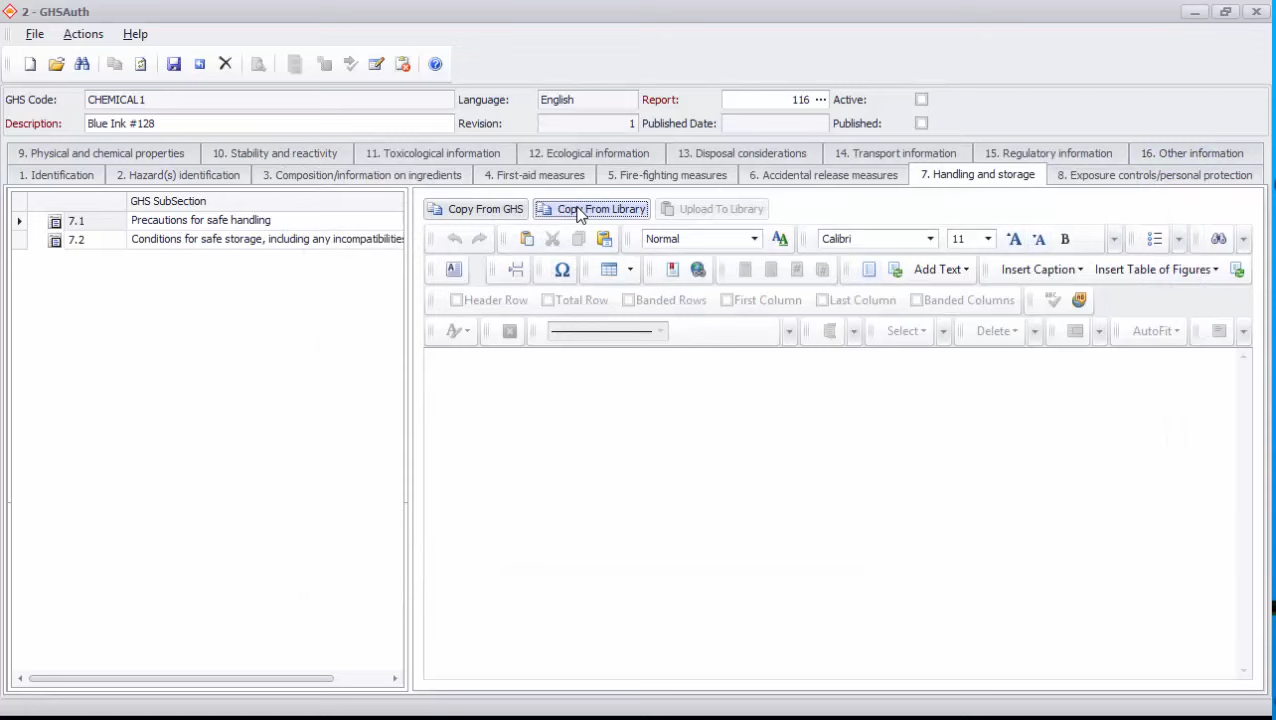 2 - GHSAuth
File Actions Help
GHS Code: CHEMICAL1 Language: English Report: 116 ... Active:
Description: Blue Ink #128 Revision: 1 Published Date: Published:
9. Physical and chemical properties 10. Stability and reactivity 11. Toxicological information 12. Ecological information 13. Disposal considerations 14. Transport information 15. Regulatory information 16. Other information
1. Identification 2. Hazard(s) identification 3. Composition/information on ingredients 4. First-aid measures 5. Fire-fighting measures 6. Accidental release measures 7. Handling and storage 8. Exposure controls/personal protection
GHS SubSection
7.1 Precautions for safe handling
7.2 Conditions for safe storage, including any incompatibilities
Copy From GHS Copy From Library Upload To Library
Normal Calibri 11 A A B
Add Text Insert Caption Insert Table of Figures
Header Row Total Row Banded Rows First Column Last Column Banded Columns
Select Delete AutoFit